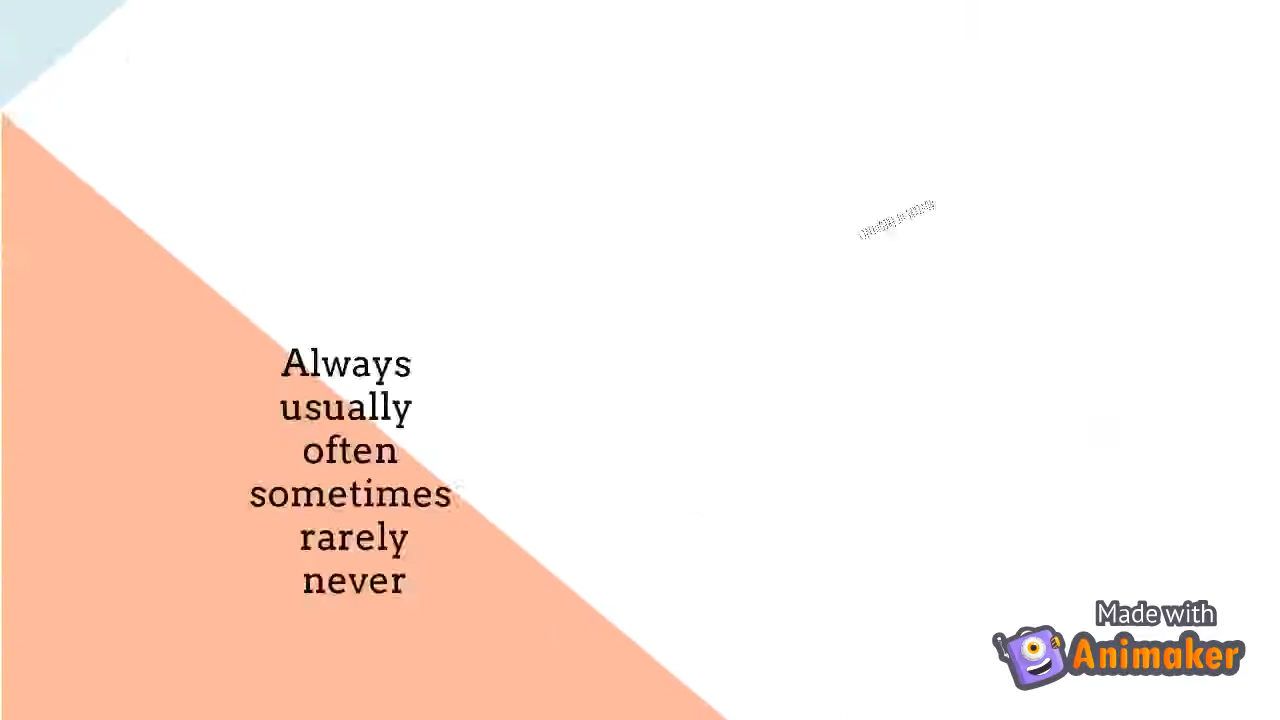 Always
usually
often
sometimes
rarely
never
Made with
Animaker